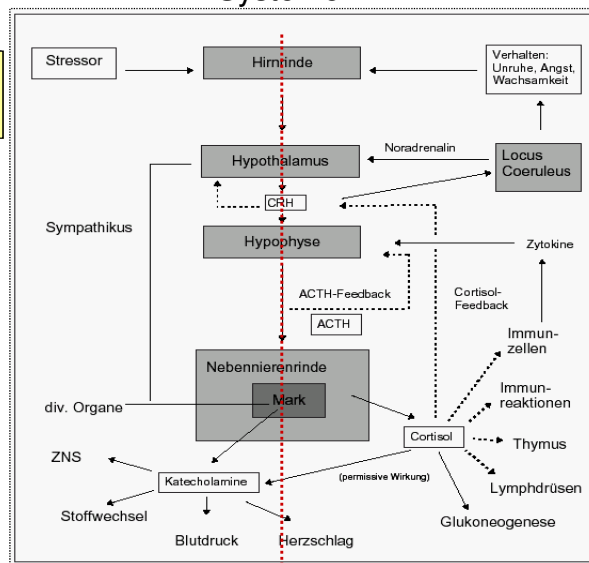 Stressor
Hirnrinde
Verhalten:
Unruhe, Angst,
Wachsamkeit
Noradrenalin
Hypothalamus
Locus
Coeruleus
CRH
Sympathikus
Hypophyse
Zytokine
ACTH-Feedback
Cortisol-
Feedback
ACTH
Immun-
zellen
Nebennierenrinde
Immun-
reaktionen
Mark
div. Organe
Cortisol
Thymus
ZNS
Katecholamine
(permissive Wirkung)
Lymphdrüsen
Stoffwechsel
Glukoneogenese
Blutdruck
Herzschlag